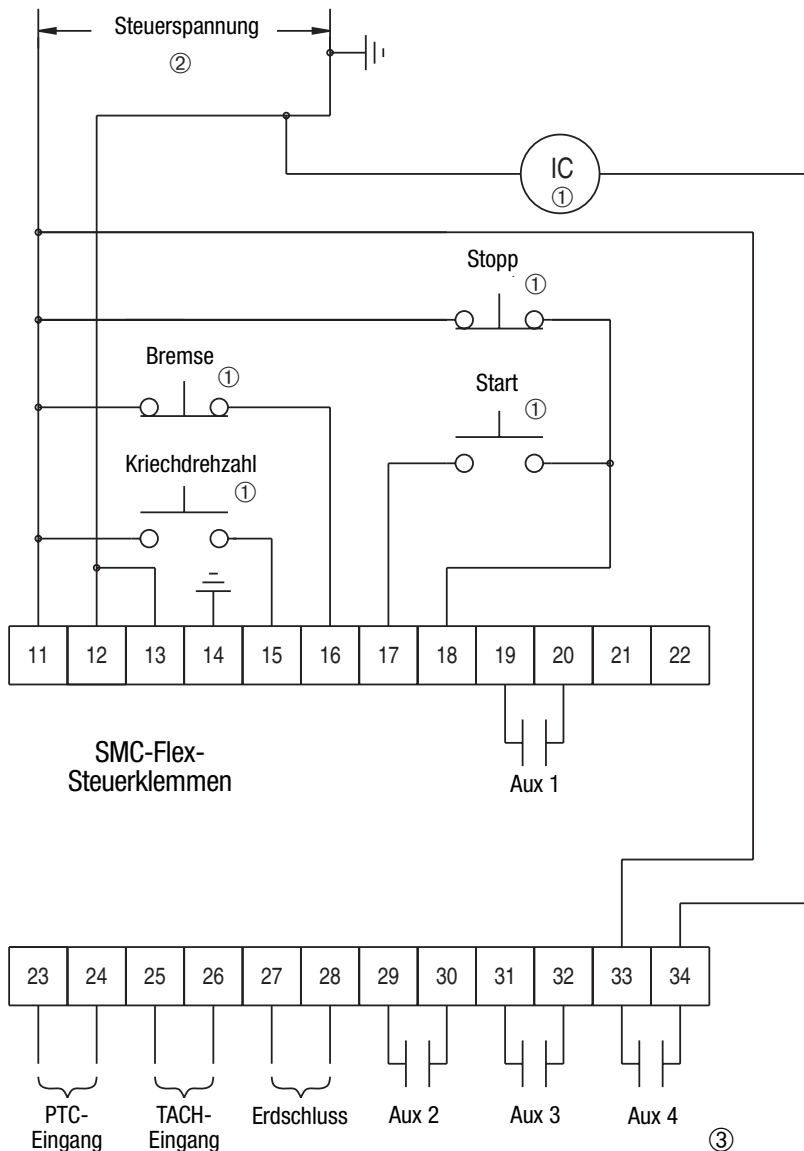 Steuerspannung
②
IC
①
Stopp
①
Bremse
①
Start
①
Kriechdrehzahl
①
11 12 13 14 15 16 17 18 19 20 21 22
SMC-Flex-
Steuerklemmen
Aux 1
23 24 25 26 27 28 29 30 31 32 33 34
PTC-
Eingang
TACH-
Eingang
Erdschluss
Aux 2
Aux 3
Aux 4
③